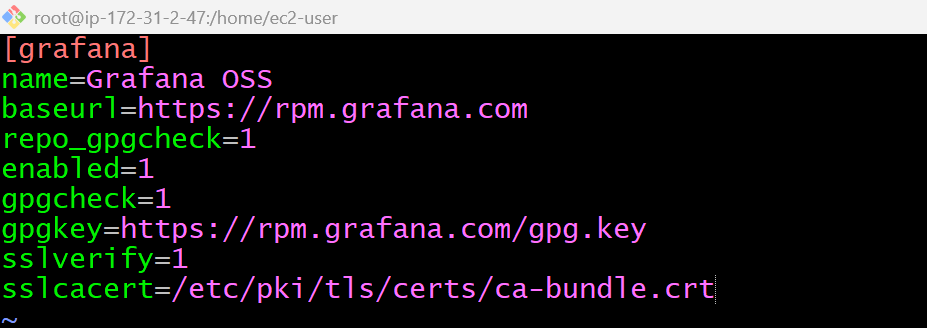 root@ip-172-31-2-47:/home/ec2-user
[grafana]
name=Grafana OSS
baseurl=https://rpm.grafana.com
repo_gpgcheck=1
enabled=1
gpgcheck=1
gpgkey=https://rpm.grafana.com/gpg.key
sslverify=1
sslcacert=/etc/pki/tls/certs/ca-bundle.crt
~